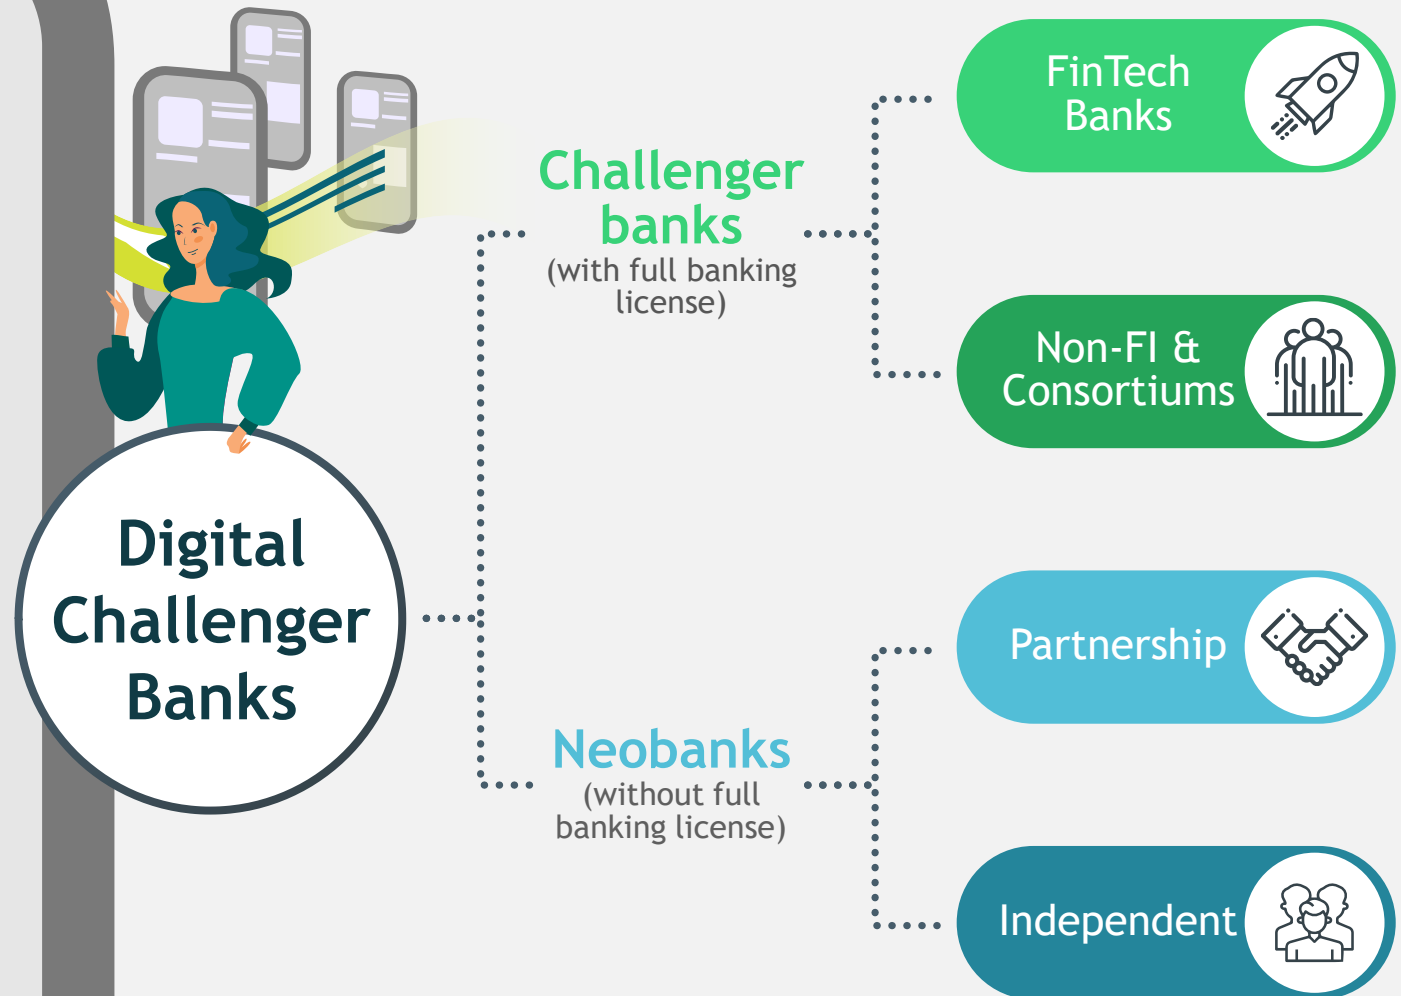 Digital
Challenger
Banks
Challenger
banks
(with full banking
license)
FinTech
Banks
Non-FI &
Consortiums
Neobanks
(without full
banking license)
Partnership
Independent